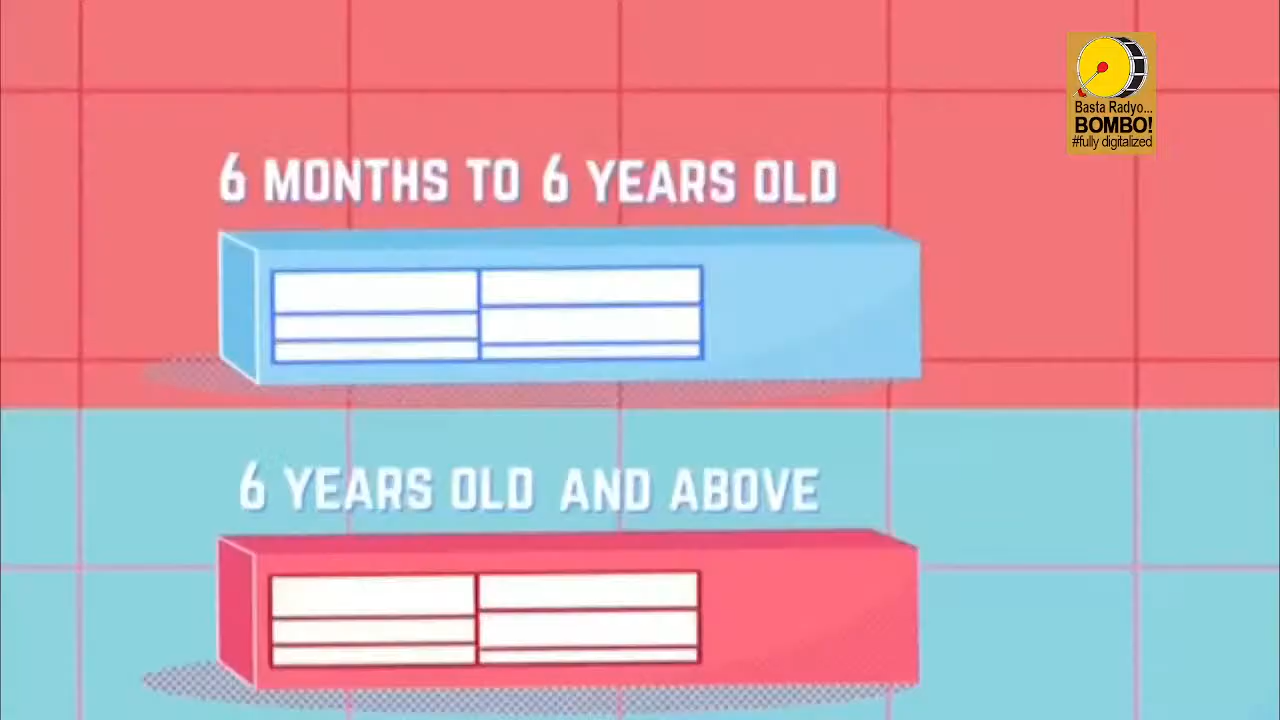 Basta Radyo...
BOMBO!
#fully digitalized
6 MONTHS TO 6 YEARS OLD
6 YEARS OLD AND ABOVE